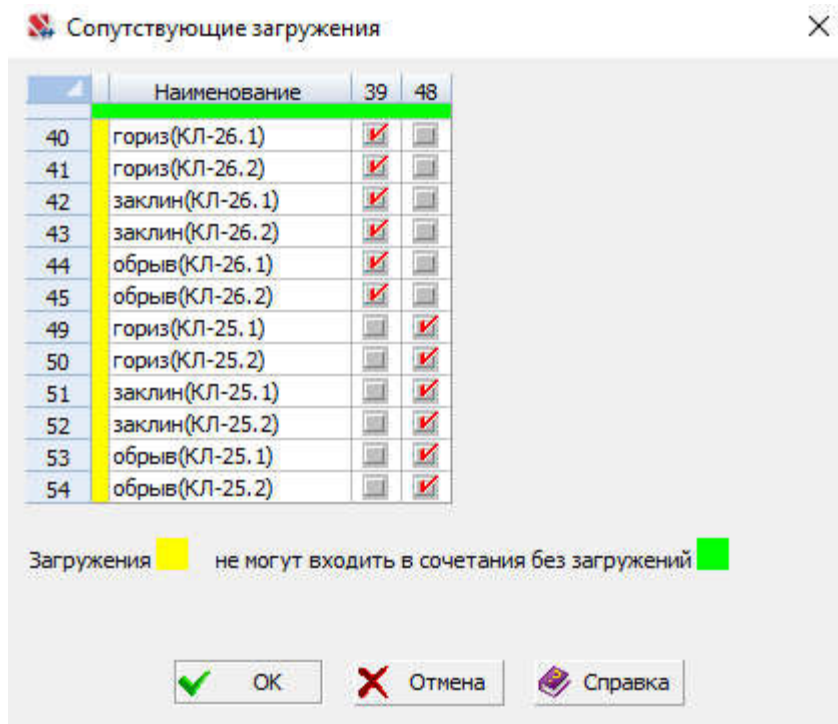 Сопутствующие загружения
Наименование 39 48
40 гориз(КЛ-26.1)
41 гориз(КЛ-26.2)
42 заклин(КЛ-26.1)
43 заклин(КЛ-26.2)
44 обрыв(КЛ-26.1)
45 обрыв(КЛ-26.2)
49 гориз(КЛ-25.1)
50 гориз(КЛ-25.2)
51 заклин(КЛ-25.1)
52 заклин(КЛ-25.2)
53 обрыв(КЛ-25.1)
54 обрыв(КЛ-25.2)
Загружения не могут входить в сочетания без загружений
ОК Отмена Справка